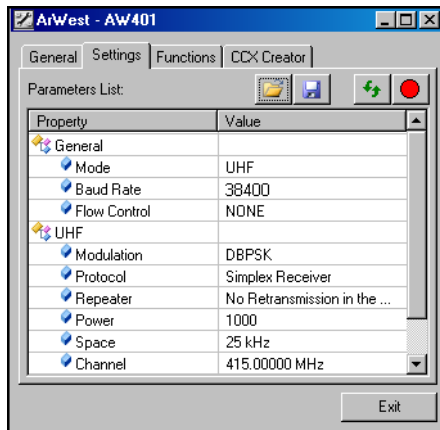 ArWest - AW401
General Settings Functions CCX Creator
Parameters List:
Property Value
General
Mode UHF
Baud Rate 38400
Flow Control NONE
UHF
Modulation DBPSK
Protocol Simplex Receiver
Repeater No Retransmission in the ...
Power 1000
Space 25 kHz
Channel 415.00000 MHz
Exit